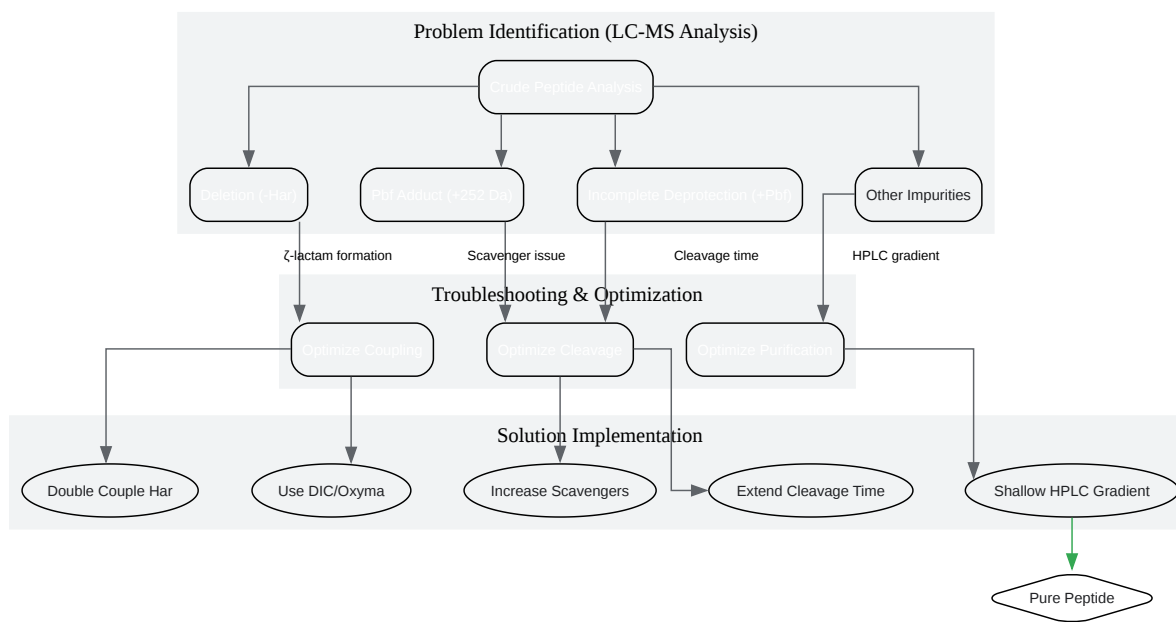 Problem Identification (LC-MS Analysis)
Crude Peptide Analysis
Deletion (-Har)
Pbf Adduct (+252 Da)
Incomplete Deprotection (+Pbf)
Other Impurities
ζ-lactam formation
Scavenger issue
Cleavage time
HPLC gradient
Troubleshooting & Optimization
Optimize Coupling
Optimize Cleavage
Optimize Purification
Solution Implementation
Double Couple Har
Use DIC/Oxyma
Increase Scavengers
Extend Cleavage Time
Shallow HPLC Gradient
Pure Peptide